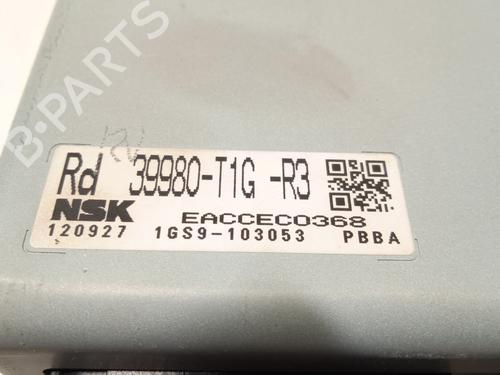 B-PARTS
Rd 39980-T1G -R3
NSK EACCEC0368
120927 1GS9-103053 PBBA